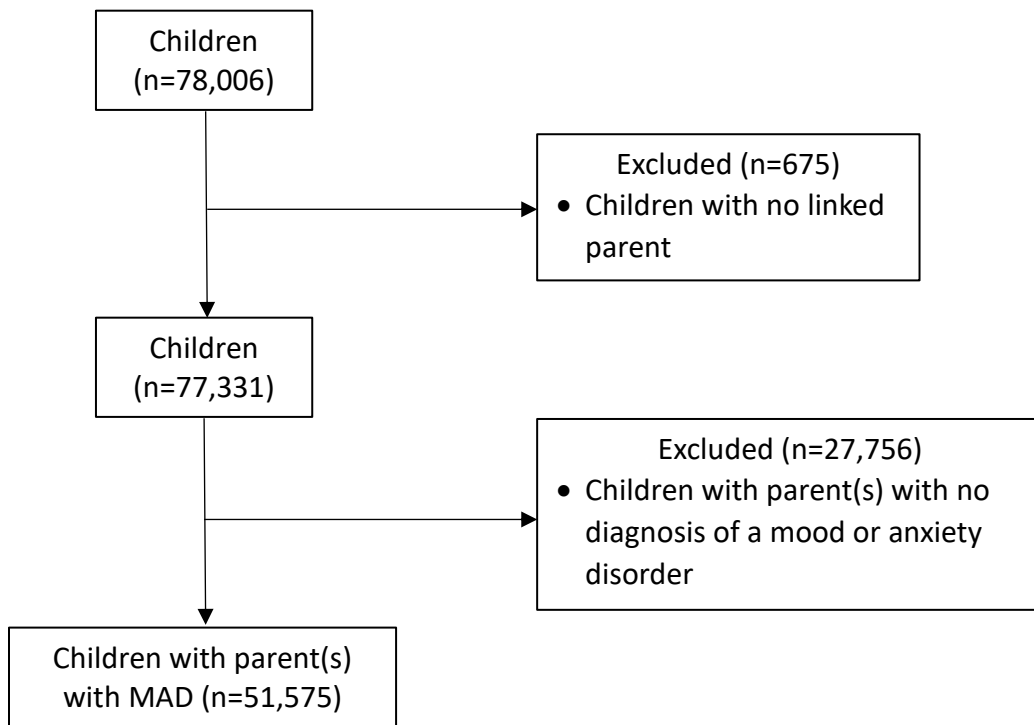 Children
(n=78,006)
Excluded (n=675)
• Children with no linked
parent
Children
(n=77,331)
Excluded (n=27,756)
• Children with parent(s) with no
diagnosis of a mood or anxiety
disorder
Children with parent(s)
with MAD (n=51,575)